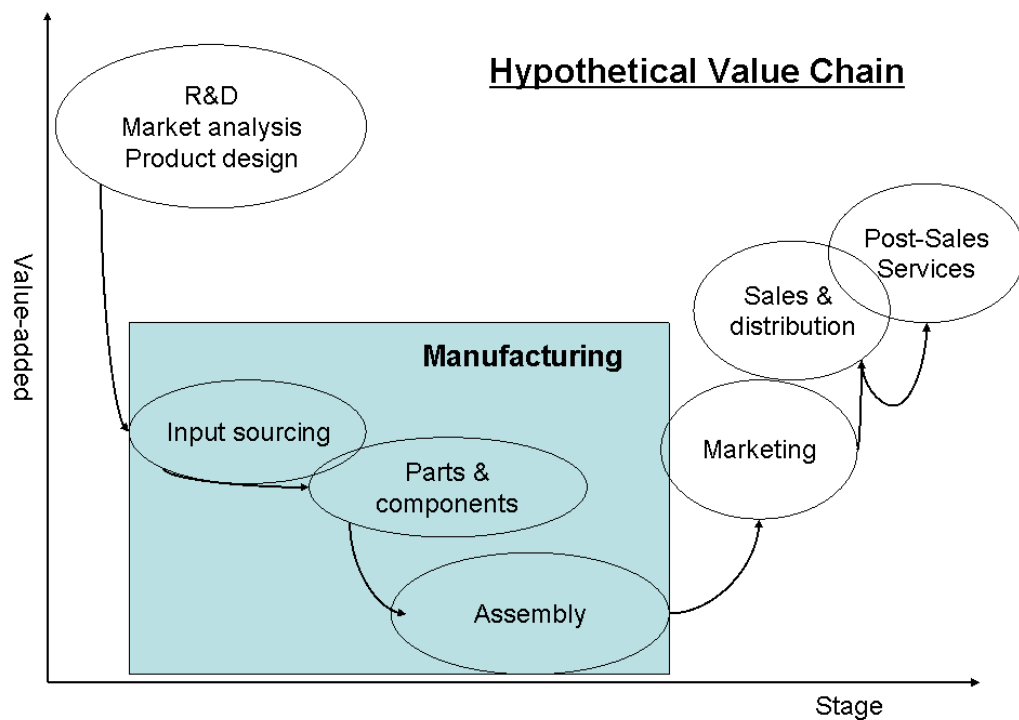 Hypothetical Value Chain
R&D
Market analysis
Product design
Post-Sales
Services
Sales &
distribution
Value-added
Manufacturing
Input sourcing
Parts &
components
Marketing
Assembly
Stage